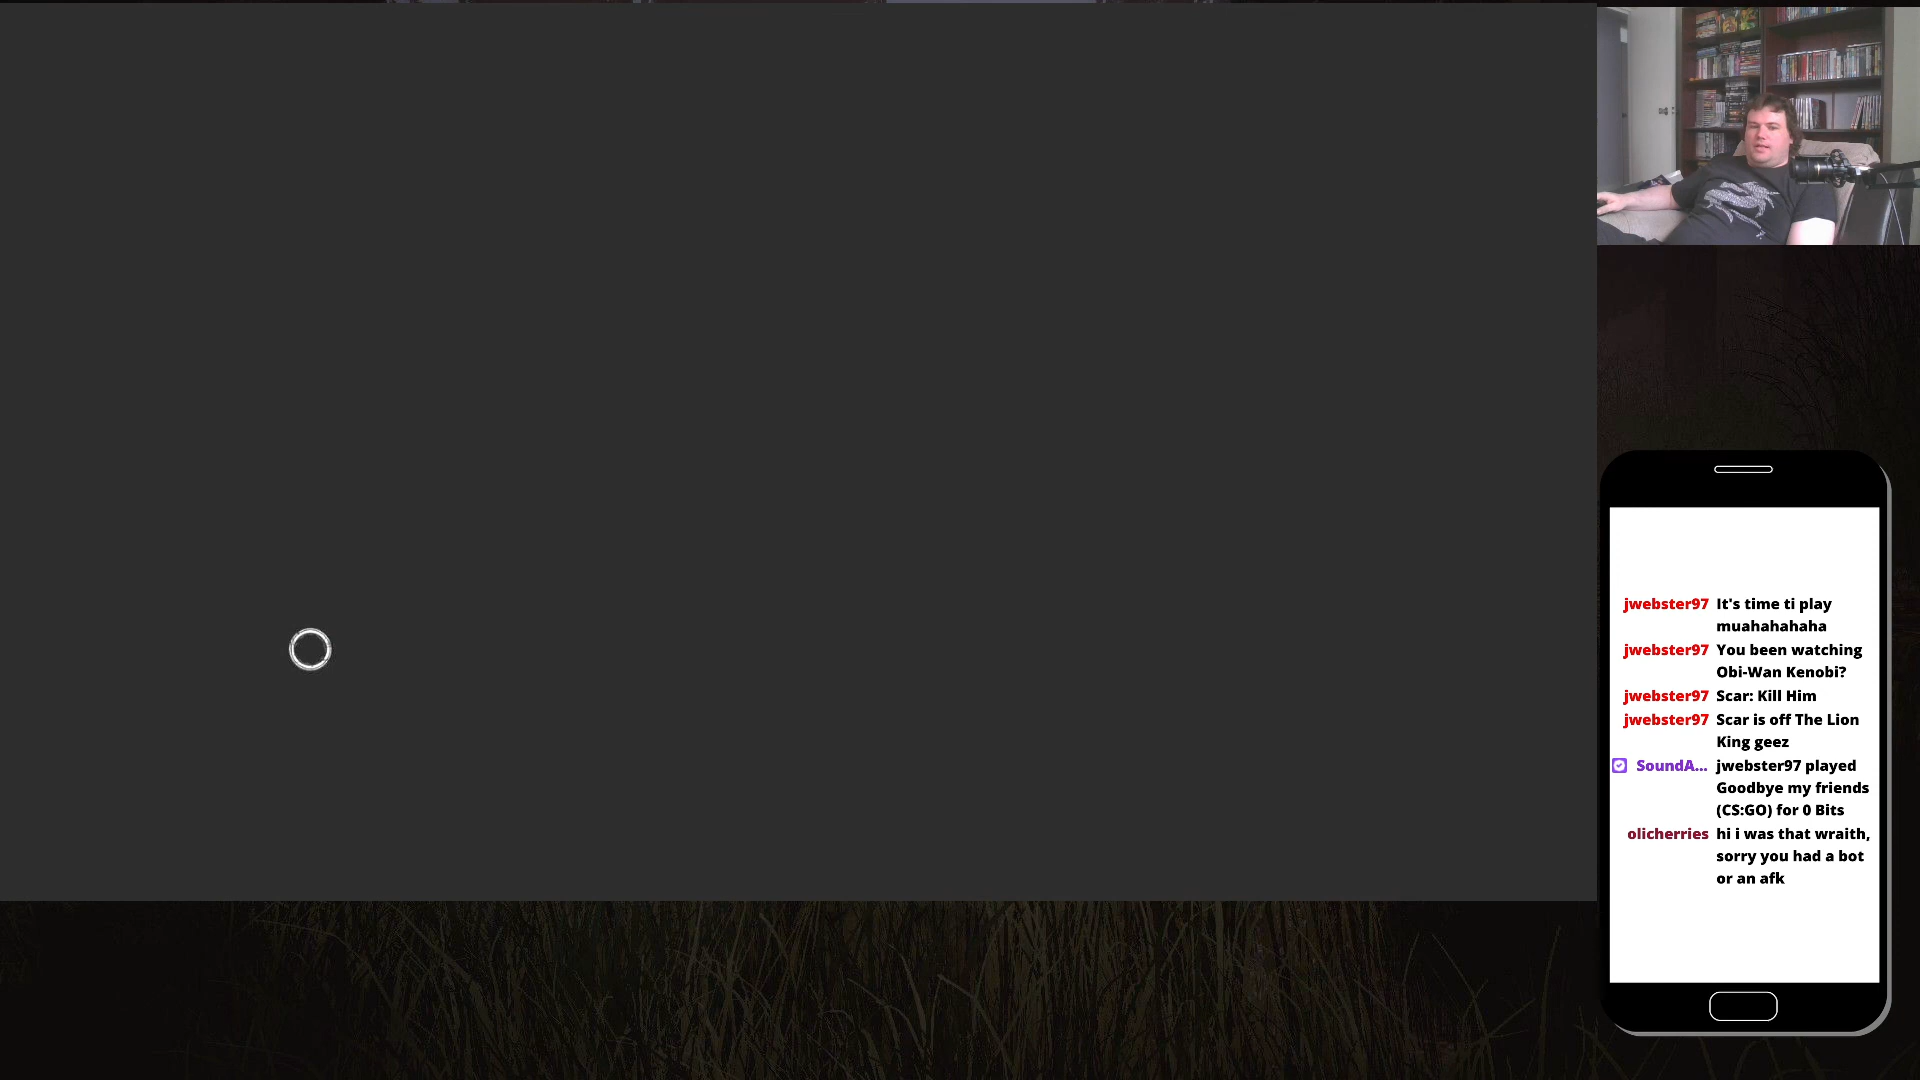 jwebster97 It's time ti play
muahahahaha
jwebster97 You been watching
Obi-Wan Kenobi?
jwebster97 Scar: Kill Him
jwebster97 Scar is off The Lion
King geez
SoundA... jwebster97 played
Goodbye my friends
(CS:GO) for 0 Bits
olicherries hi i was that wraith,
sorry you had a bot
or an afk